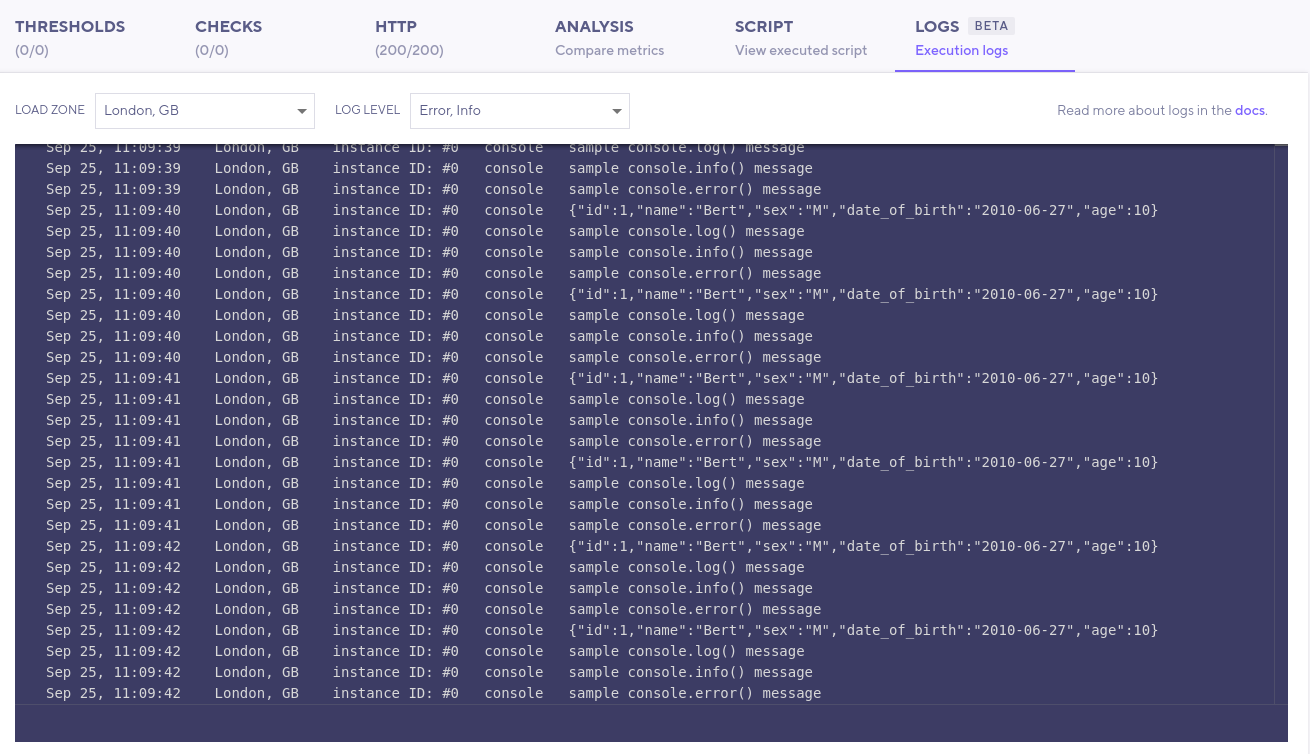 THRESHOLDS CHECKS HTTP ANALYSIS SCRIPT LOGS BETA
(0/0) (0/0) (200/200) Compare metrics View executed script Execution logs
LOAD ZONE London, GB LOG LEVEL Error, Info Read more about logs in the docs.
Sep 25, 11:09:39 London, GB instance ID: #0 console sample console.log() message
Sep 25, 11:09:39 London, GB instance ID: #0 console sample console.info() message
Sep 25, 11:09:39 London, GB instance ID: #0 console sample console.error() message
Sep 25, 11:09:40 London, GB instance ID: #0 console {"id":1,"name":"Bert","sex":"M","date_of_birth":"2010-06-27","age":10}
Sep 25, 11:09:40 London, GB instance ID: #0 console sample console.log() message
Sep 25, 11:09:40 London, GB instance ID: #0 console sample console.info() message
Sep 25, 11:09:40 London, GB instance ID: #0 console sample console.error() message
Sep 25, 11:09:40 London, GB instance ID: #0 console {"id":1,"name":"Bert","sex":"M","date_of_birth":"2010-06-27","age":10}
Sep 25, 11:09:40 London, GB instance ID: #0 console sample console.log() message
Sep 25, 11:09:40 London, GB instance ID: #0 console sample console.info() message
Sep 25, 11:09:40 London, GB instance ID: #0 console sample console.error() message
Sep 25, 11:09:41 London, GB instance ID: #0 console {"id":1,"name":"Bert","sex":"M","date_of_birth":"2010-06-27","age":10}
Sep 25, 11:09:41 London, GB instance ID: #0 console sample console.log() message
Sep 25, 11:09:41 London, GB instance ID: #0 console sample console.info() message
Sep 25, 11:09:41 London, GB instance ID: #0 console sample console.error() message
Sep 25, 11:09:41 London, GB instance ID: #0 console {"id":1,"name":"Bert","sex":"M","date_of_birth":"2010-06-27","age":10}
Sep 25, 11:09:41 London, GB instance ID: #0 console sample console.log() message
Sep 25, 11:09:41 London, GB instance ID: #0 console sample console.info() message
Sep 25, 11:09:41 London, GB instance ID: #0 console sample console.error() message
Sep 25, 11:09:42 London, GB instance ID: #0 console {"id":1,"name":"Bert","sex":"M","date_of_birth":"2010-06-27","age":10}
Sep 25, 11:09:42 London, GB instance ID: #0 console sample console.log() message
Sep 25, 11:09:42 London, GB instance ID: #0 console sample console.info() message
Sep 25, 11:09:42 London, GB instance ID: #0 console sample console.error() message
Sep 25, 11:09:42 London, GB instance ID: #0 console {"id":1,"name":"Bert","sex":"M","date_of_birth":"2010-06-27","age":10}
Sep 25, 11:09:42 London, GB instance ID: #0 console sample console.log() message
Sep 25, 11:09:42 London, GB instance ID: #0 console sample console.info() message
Sep 25, 11:09:42 London, GB instance ID: #0 console sample console.error() message